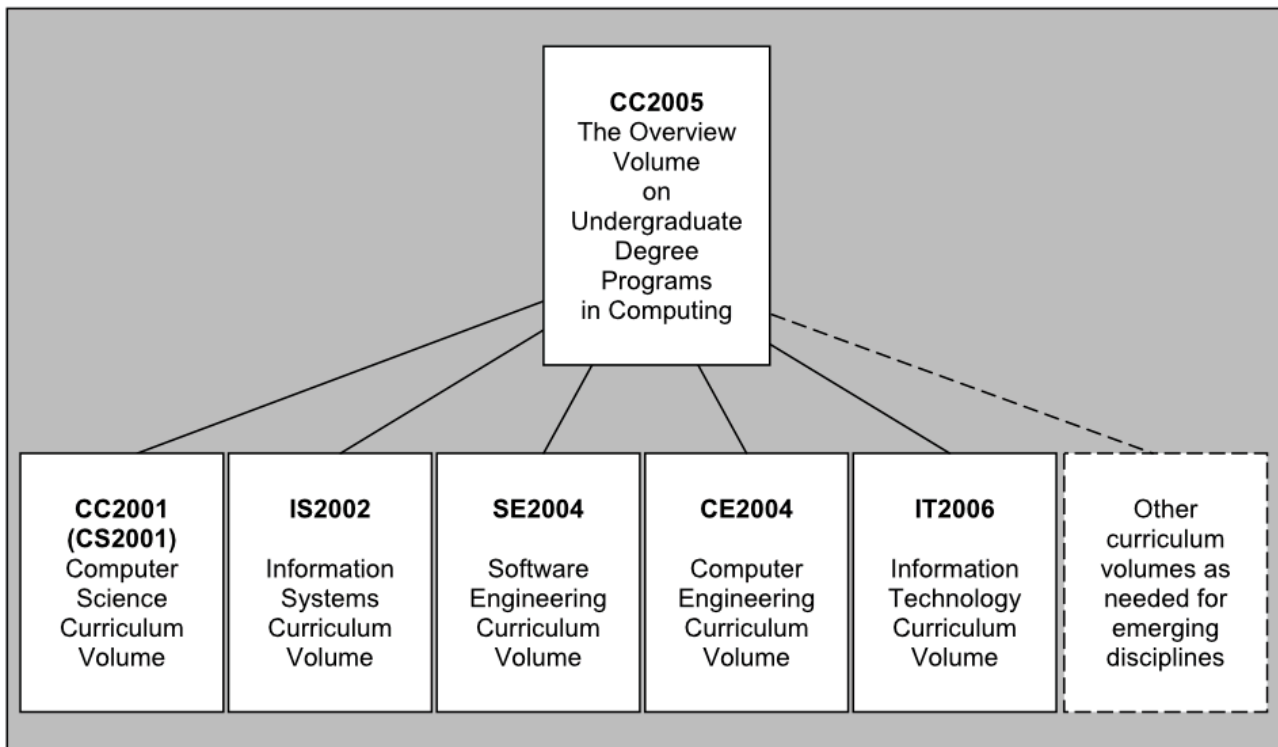 CC2005
The Overview
Volume
on
Undergraduate
Degree
Programs
in Computing
CC2001
(CS2001)
Computer
Science
Curriculum
Volume
IS2002
Information
Systems
Curriculum
Volume
SE2004
Software
Engineering
Curriculum
Volume
CE2004
Computer
Engineering
Curriculum
Volume
IT2006
Information
Technology
Curriculum
Volume
Other
curriculum
volumes as
needed for
emerging
disciplines